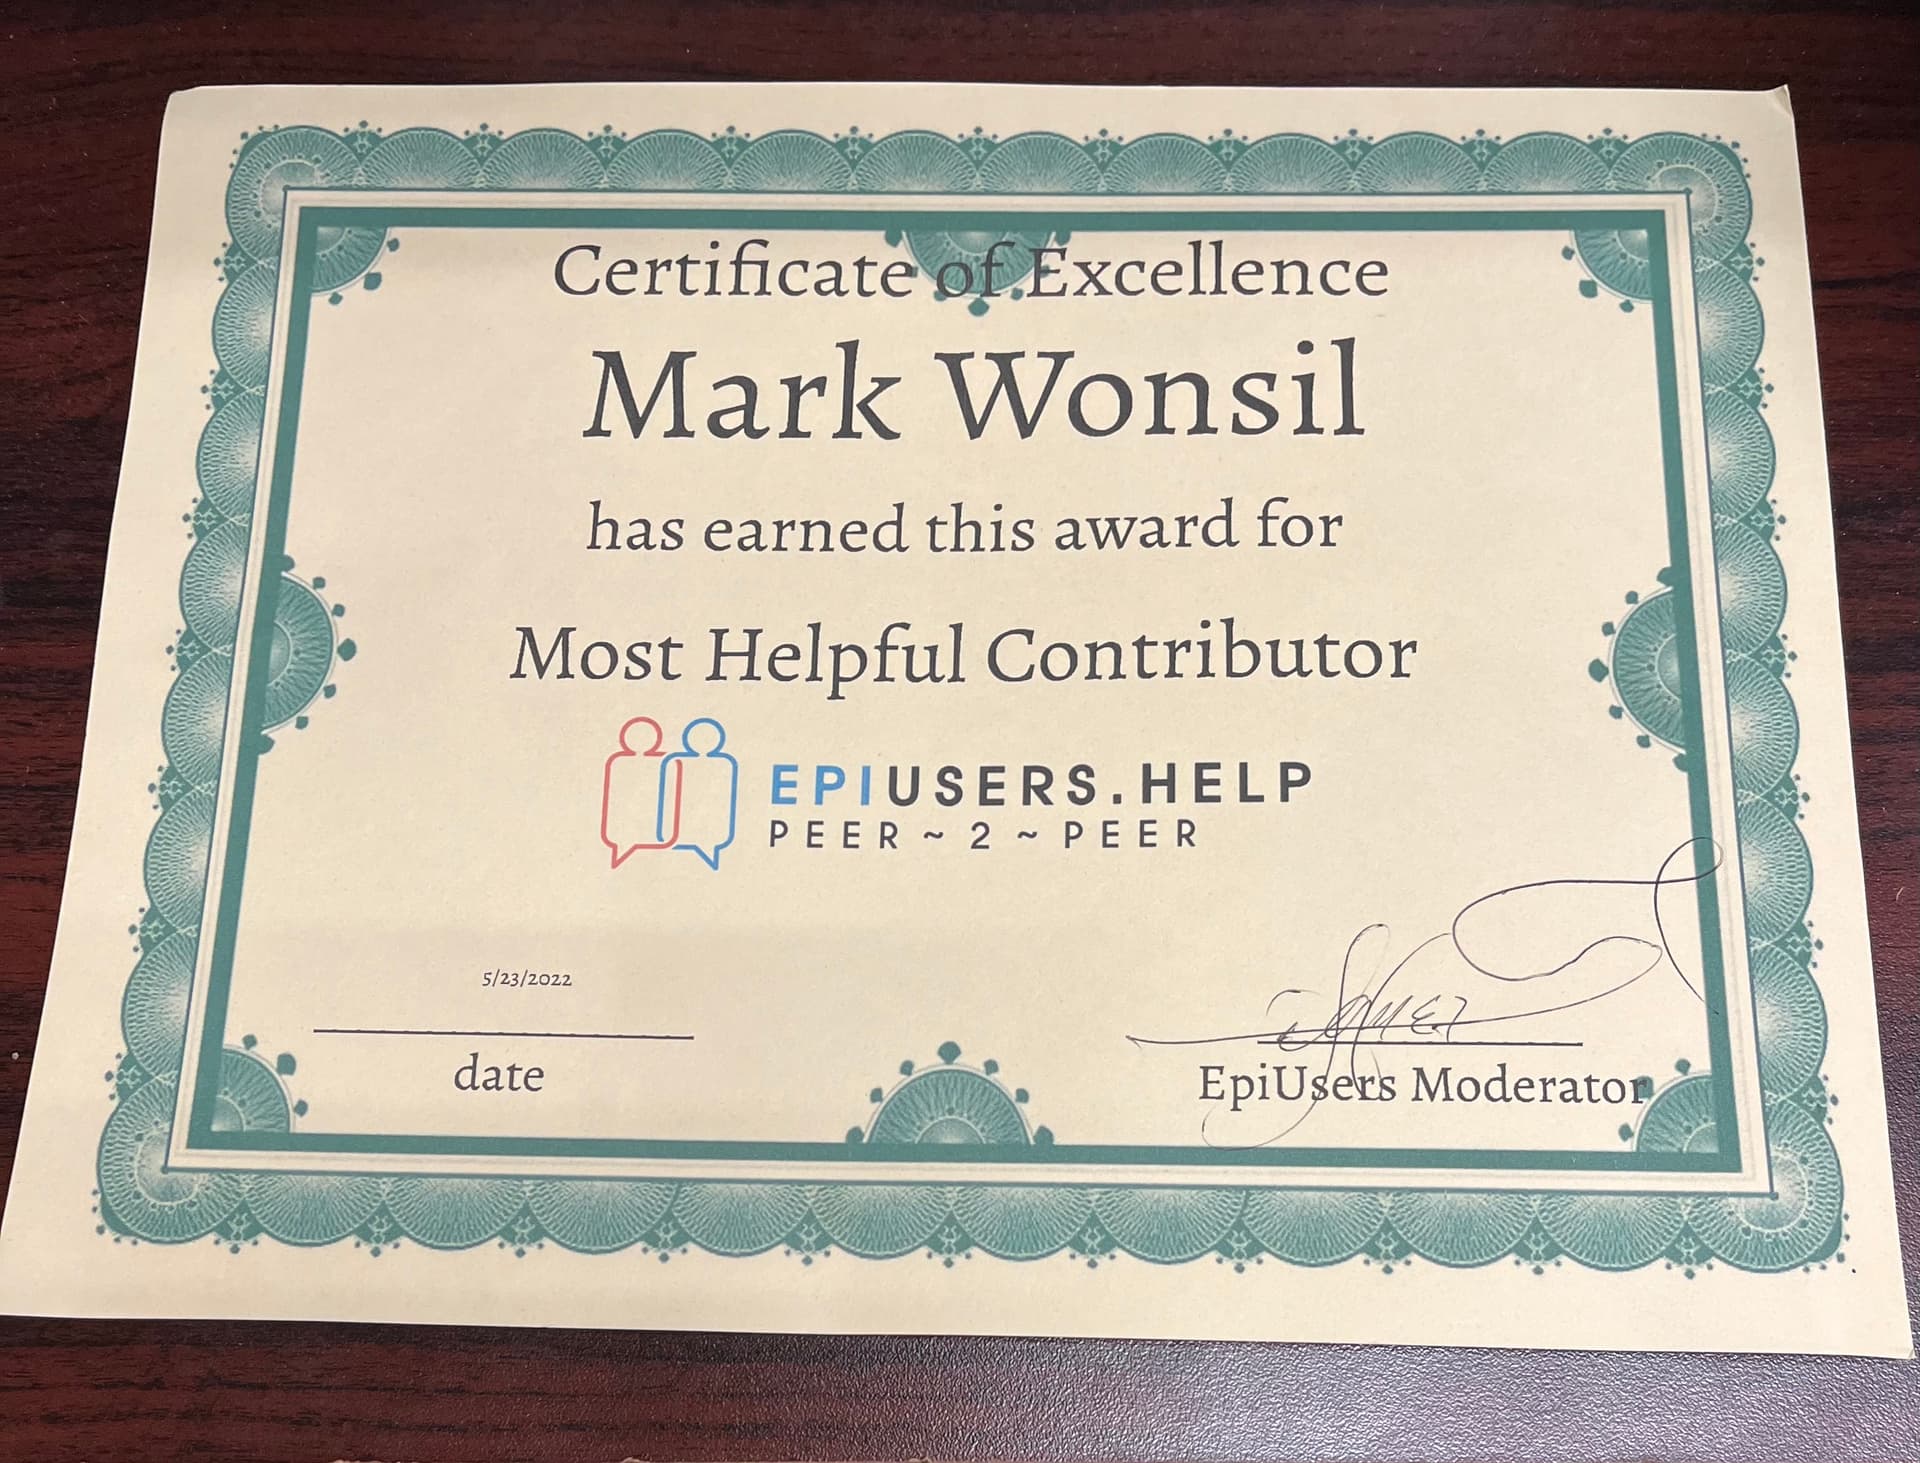 Certificate of Excellence
Mark Wonsil
has earned this award for
Most Helpful Contributor
EPIUSERS.HELP
PEER ~ 2 ~ PEER
5/23/2022
date
EpiUsers Moderator